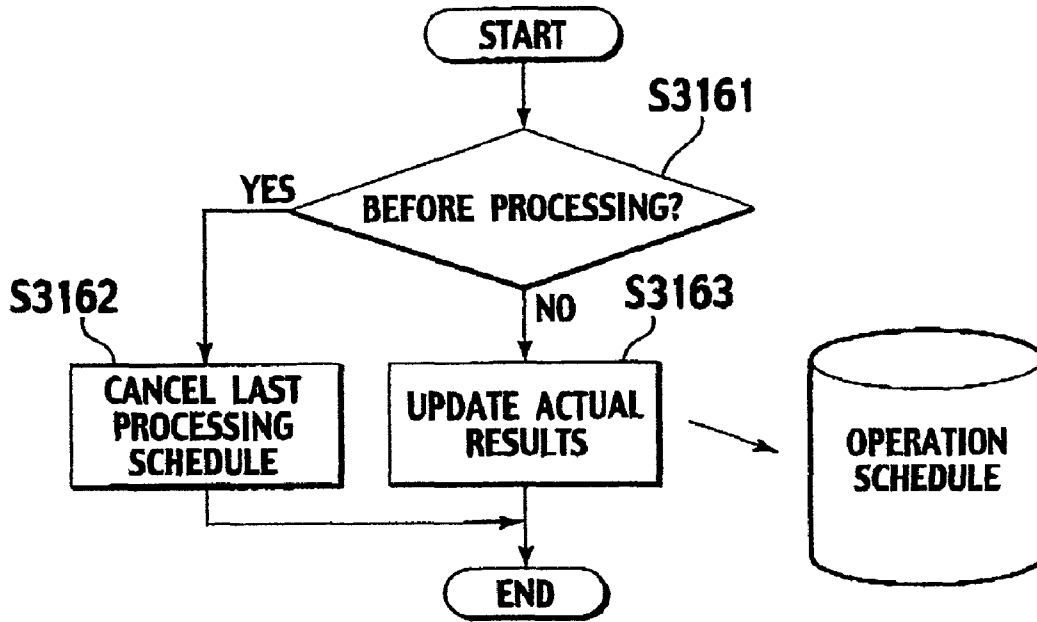 START
S3161
YES
BEFORE PROCESSING?
S3162
NO
S3163
CANCEL LAST
PROCESSING
SCHEDULE
UPDATE ACTUAL
RESULTS
OPERATION
SCHEDULE
END